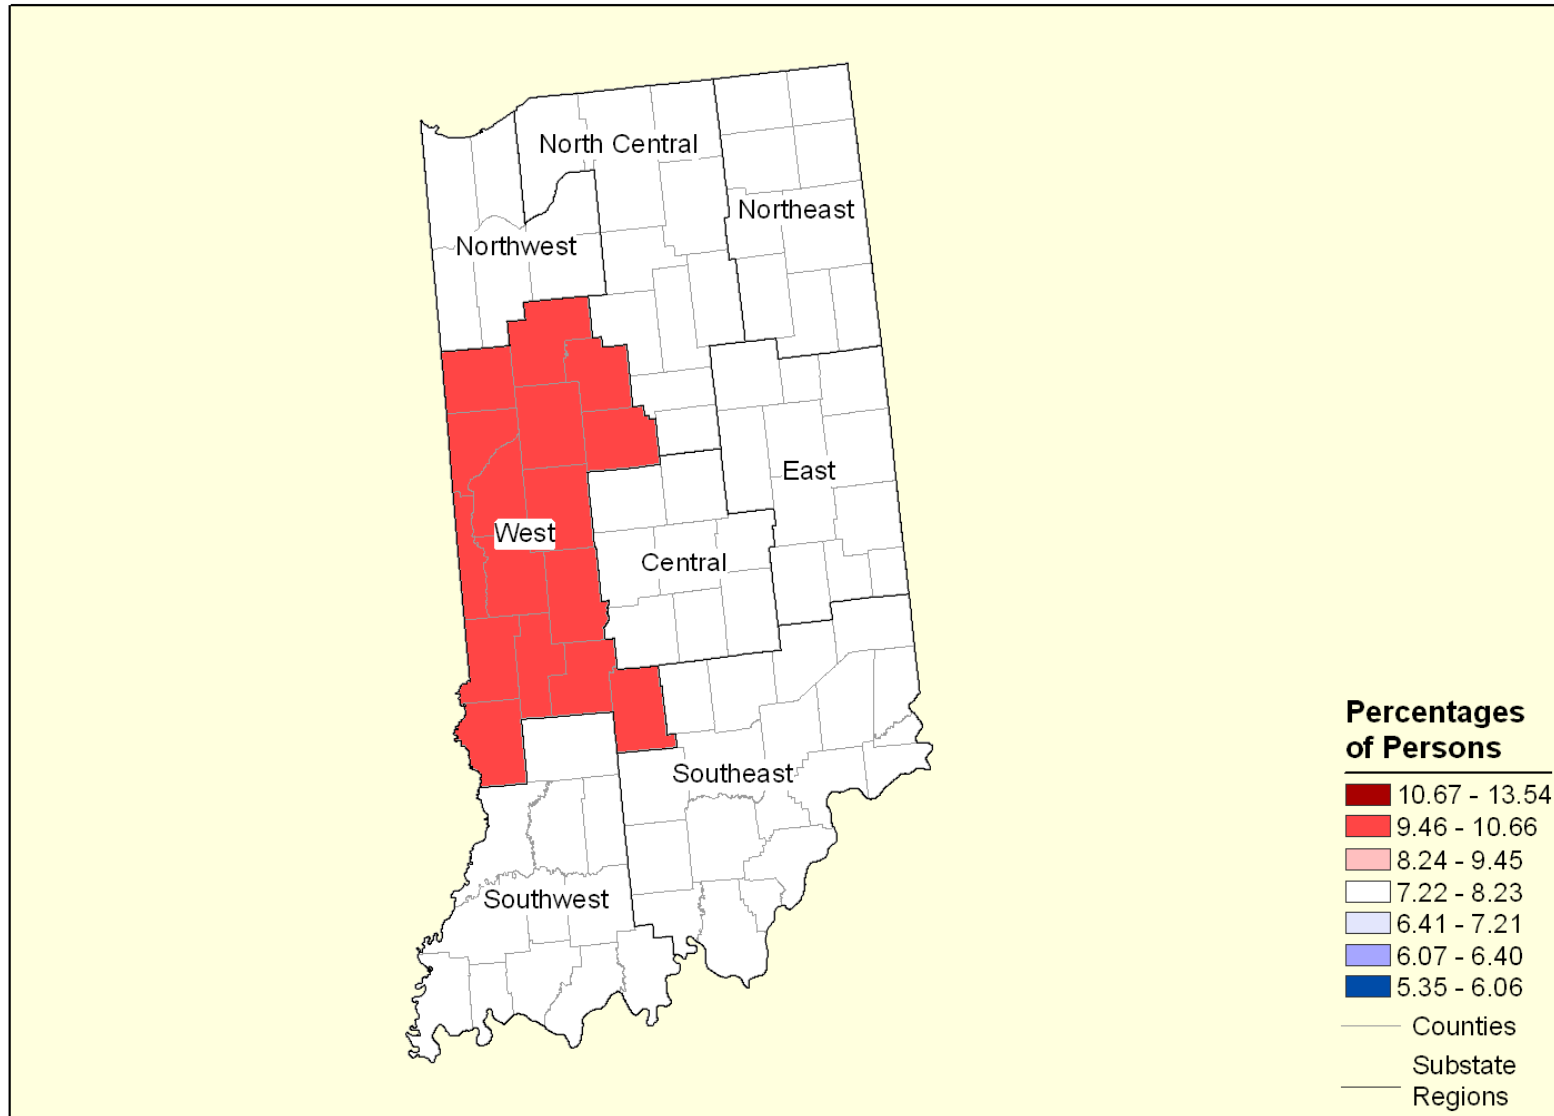 North Central
Northeast
Northwest
East
West
Central
Southeast
Southwest
Percentages
of Persons
10.67 - 13.54
9.46 - 10.66
8.24 - 9.45
7.22 - 8.23
6.41 - 7.21
6.07 - 6.40
5.35 - 6.06
Counties
Substate
Regions